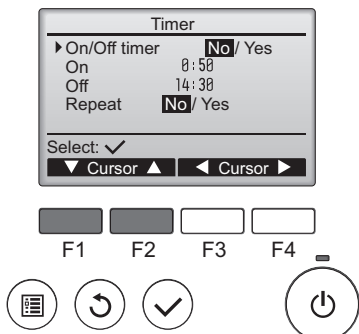 Timer
On/Off timer No / Yes
On 0:50
Off 14:30
Repeat No / Yes
Select: ✓
▼ Cursor ▲ ◀ Cursor ▶
F1 F2 F3 F4